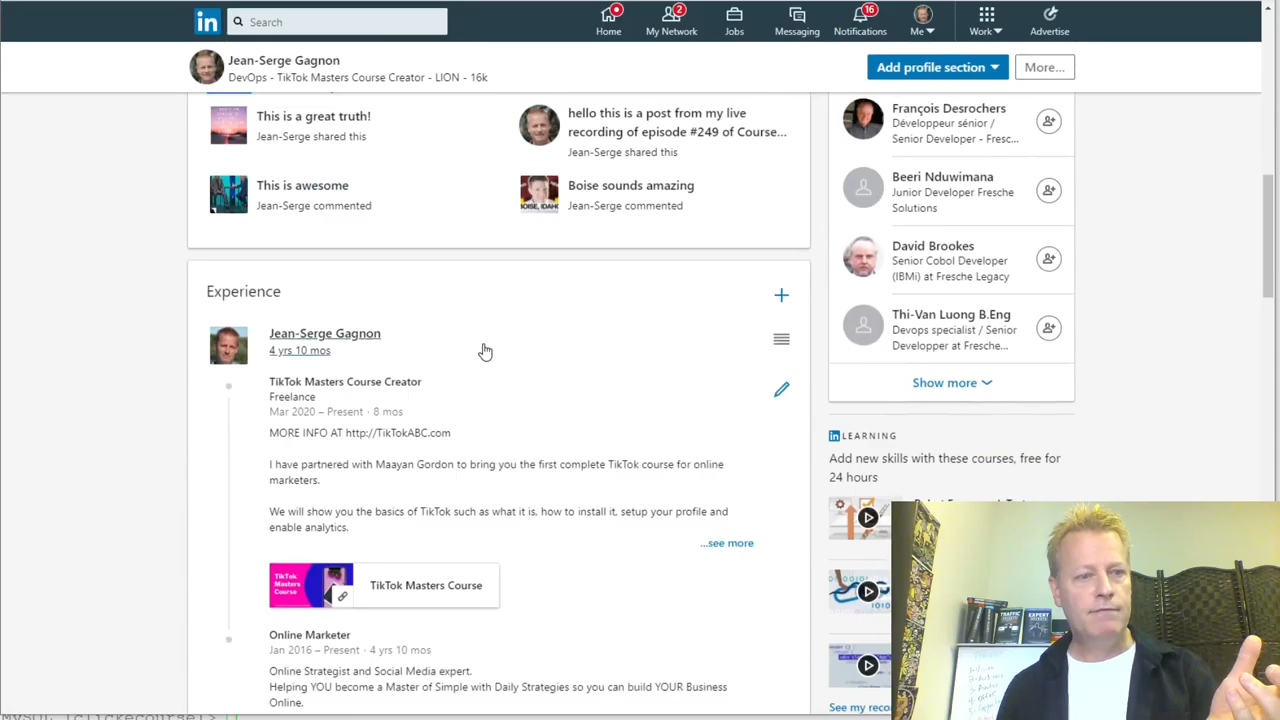 in
Search
2
16
Home
My Network
Jobs
Messaging
Notifications
Me
Work
Advertise
Jean-Serge Gagnon
DevOps - TikTok Masters Course Creator - LION - 16k
Add profile section
More...
This is a great truth!
Jean-Serge shared this
hello this is a post from my live
recording of episode #249 of Course...
Jean-Serge shared this
This is awesome
Jean-Serge commented
Boise sounds amazing
Jean-Serge commented
Experience
Jean-Serge Gagnon
4 yrs 10 mos
TikTok Masters Course Creator
Freelance
Mar 2020 – Present · 8 mos
MORE INFO AT http://TikTokABC.com
I have partnered with Maayan Gordon to bring you the first complete TikTok course for online
marketers.
We will show you the basics of TikTok such as what it is, how to install it, setup your profile and
enable analytics.
...see more
TikTok
Masters
Course
TikTok Masters Course
Online Marketer
Jan 2016 – Present · 4 yrs 10 mos
Online Strategist and Social Media expert.
Helping YOU become a Master of Simple with Daily Strategies so you can build YOUR Business
Online.
François Desrochers
Développeur sénior /
Senior Developer - Fresc...
Beeri Nduwimana
Junior Developer Fresche
Solutions
David Brookes
Senior Cobol Developer
(IBMi) at Fresche Legacy
Thi-Van Luong B.Eng
Devops specialist / Senior
Developper at Fresche...
Show more
in LEARNING
Add new skills with these courses, free for
24 hours
See my reco
TRAFFIC
SECRETS
EXPERT
SECRETS